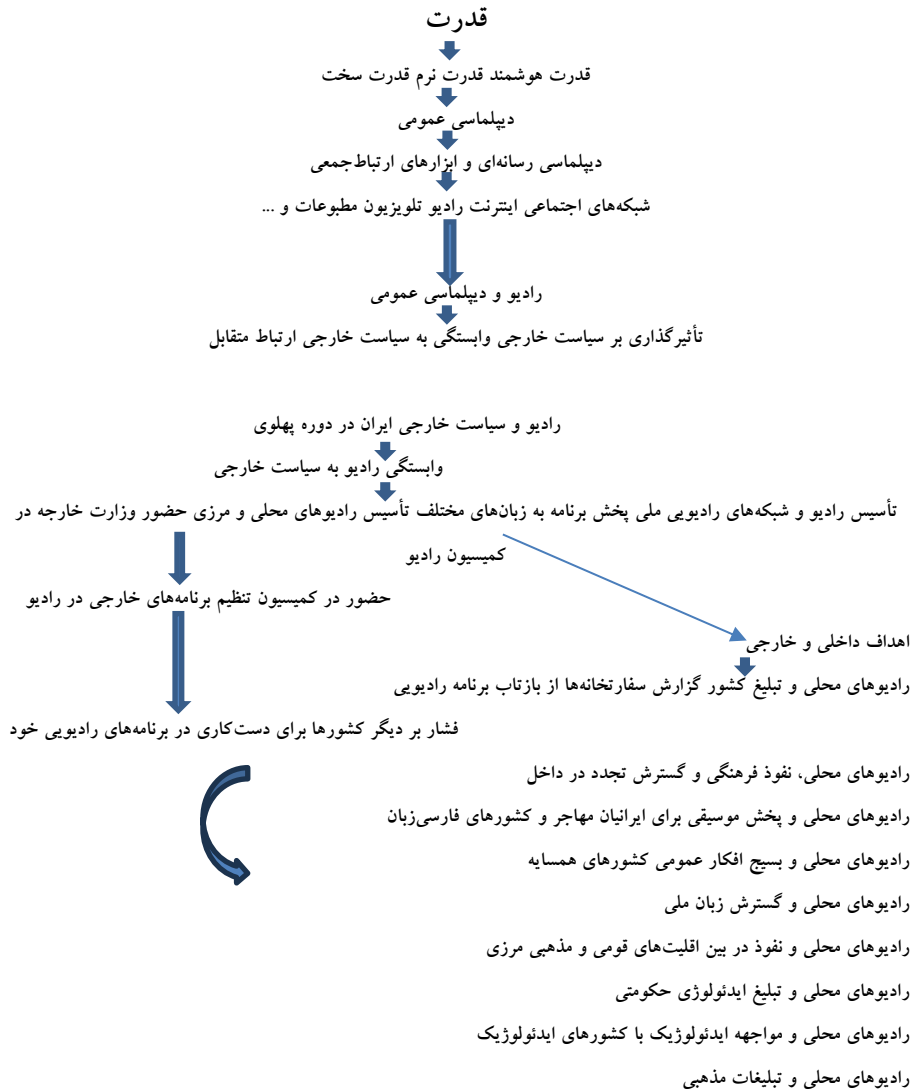 قدرت
قدرت هوشمند قدرت نرم قدرت سخت
دیپلماسی عمومی
دیپلماسی رسانه‌ای و ابزارهای ارتباط‌جمعی
شبکه‌های اجتماعی اینترنت رادیو تلویزیون مطبوعات و ...
رادیو و دیپلماسی عمومی
تأثیرگذاری بر سیاست خارجی وابستگی به سیاست خارجی ارتباط متقابل
رادیو و سیاست خارجی ایران در دوره پهلوی
وابستگی رادیو به سیاست خارجی
تأسیس رادیو و شبکه‌های رادیویی ملی پخش برنامه به زبان‌های مختلف تأسیس رادیوهای محلی و مرزی حضور وزارت خارجه در
کمیسیون رادیو
حضور در کمیسیون تنظیم برنامه‌های خارجی در رادیو
اهداف داخلی و خارجی
رادیوهای محلی و تبلیغ کشور گزارش سفارتخانه‌ها از بازتاب برنامه رادیویی
فشار بر دیگر کشورها برای دست‌کاری در برنامه‌های رادیویی خود
رادیوهای محلی، نفوذ فرهنگی و گسترش تجدد در داخل
رادیوهای محلی و پخش موسیقی برای ایرانیان مهاجر و کشورهای فارسی‌زبان
رادیوهای محلی و بسیج افکار عمومی کشورهای همسایه
رادیوهای محلی و گسترش زبان ملی
رادیوهای محلی و نفوذ در بین اقلیت‌های قومی و مذهبی مرزی
رادیوهای محلی و تبلیغ ایدئولوژی حکومتی
رادیوهای محلی و مواجهه ایدئولوژیک با کشورهای ایدئولوژیک
رادیوهای محلی و تبلیغات مذهبی